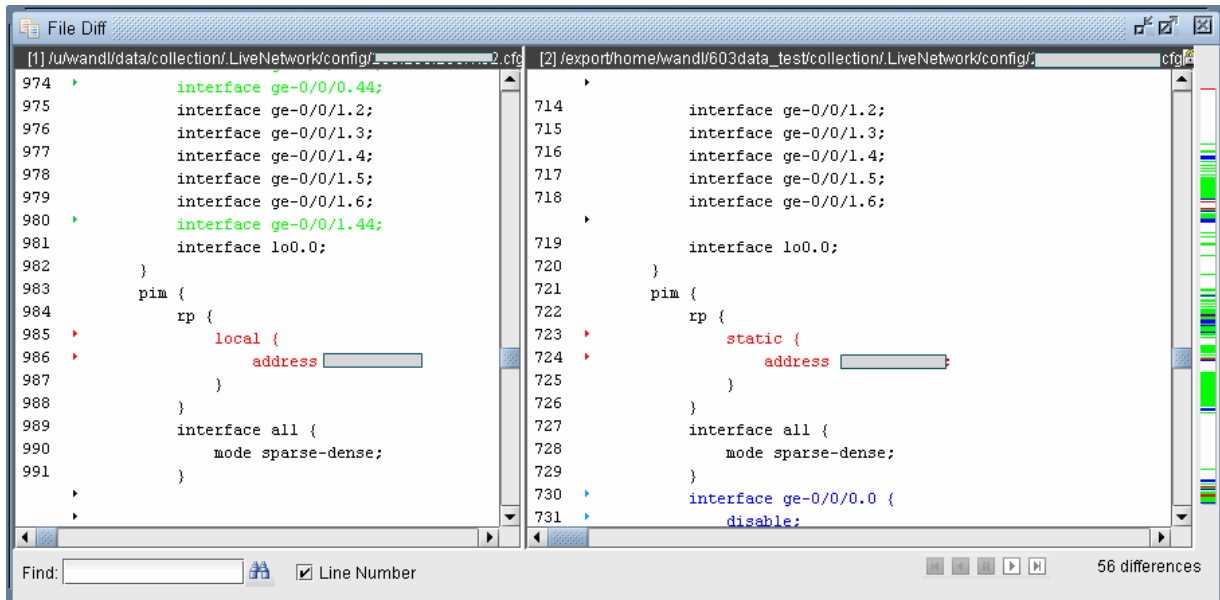 File Diff
[1] /u/wandl/data/collection/.LiveNetwork/config/ 2.cfg
[2] /export/home/wandl/603data_test/collection/.LiveNetwork/config/ cfg
974 interface ge-0/0/0.44;
975 interface ge-0/0/1.2;
976 interface ge-0/0/1.3;
977 interface ge-0/0/1.4;
978 interface ge-0/0/1.5;
979 interface ge-0/0/1.6;
980 interface ge-0/0/1.44;
981 interface lo0.0;
982 }
983 pim {
984 rp {
985 local {
986 address
987 }
988 }
989 interface all {
990 mode sparse-dense;
991 }
714 interface ge-0/0/1.2;
715 interface ge-0/0/1.3;
716 interface ge-0/0/1.4;
717 interface ge-0/0/1.5;
718 interface ge-0/0/1.6;
719 interface lo0.0;
720 }
721 pim {
722 rp {
723 static {
724 address ;
725 }
726 }
727 interface all {
728 mode sparse-dense;
729 }
730 interface ge-0/0/0.0 {
731 disable;
Find:
Line Number
56 differences